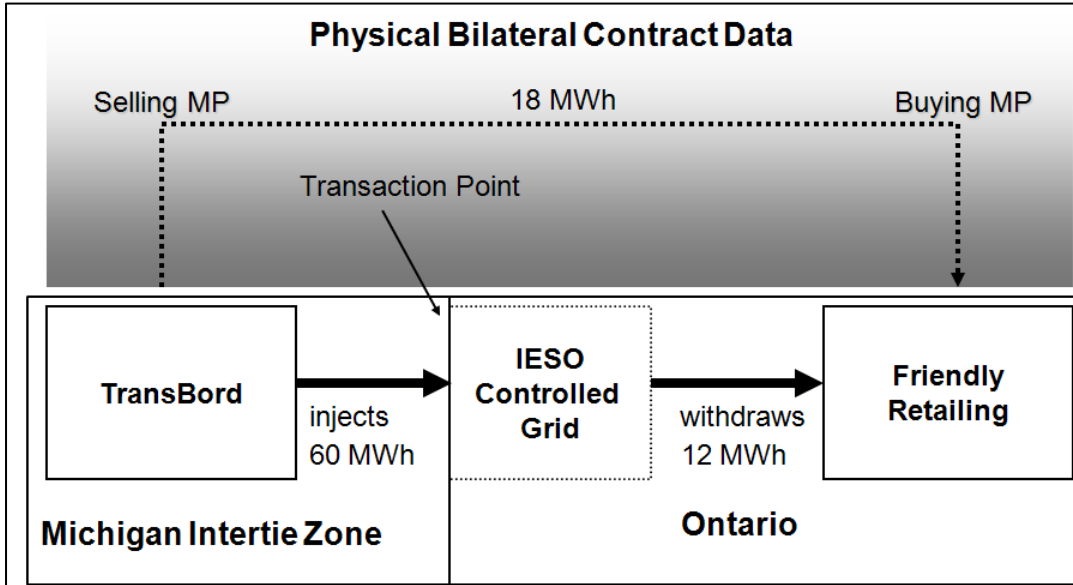 Physical Bilateral Contract Data
Selling MP
18 MWh
Buying MP
Transaction Point
TransBord
injects
60 MWh
IESO
Controlled
Grid
withdraws
12 MWh
Friendly
Retailing
Michigan Intertie Zone
Ontario